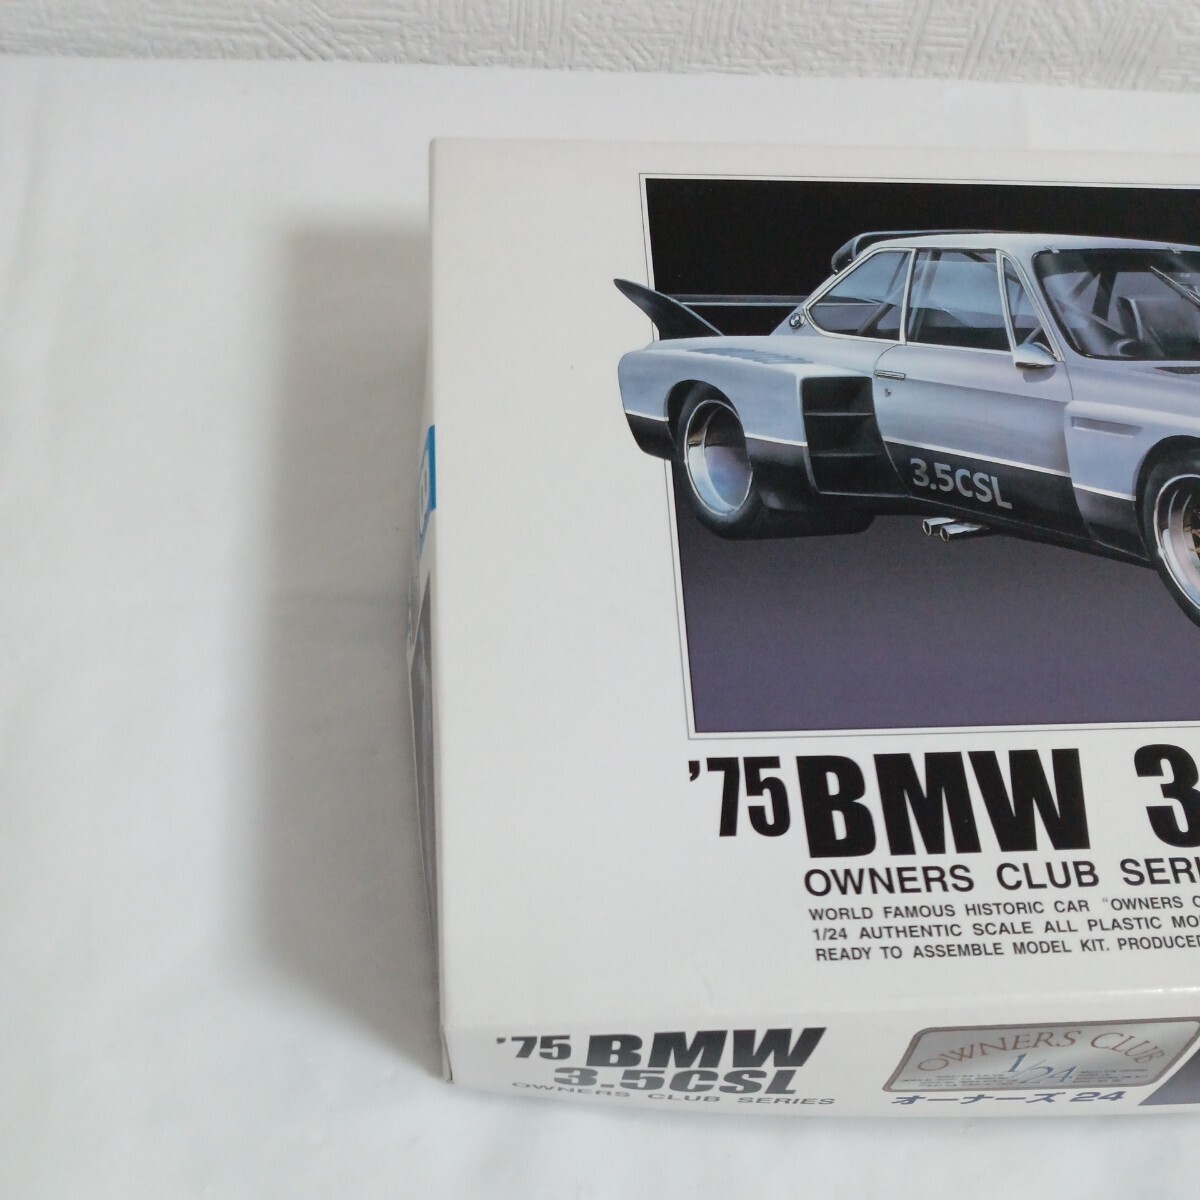 3.5CSL
'75 BMW 3
OWNERS CLUB SERI
WORLD FAMOUS HISTORIC CAR "OWNERS C
1/24 AUTHENTIC SCALE ALL PLASTIC MO
READY TO ASSEMBLE MODEL KIT. PRODUCED
'75 BMW
3.5CSL
OWNERS CLUB SERIES
OWNERS CLUB
1/24
オーナーズ 24